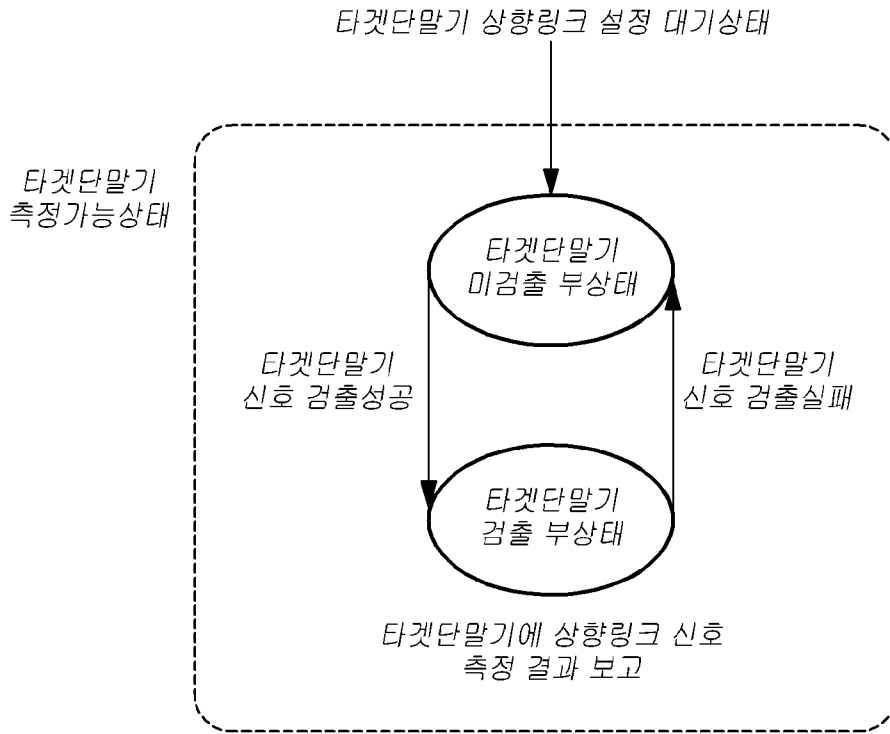 타겟단말기 상향링크 설정 대기상태
타겟단말기
측정가능상태
타겟단말기
미검출 부상태
타겟단말기
신호 검출성공
타겟단말기
신호 검출실패
타겟단말기
검출 부상태
타겟단말기에 상향링크 신호
측정 결과 보고